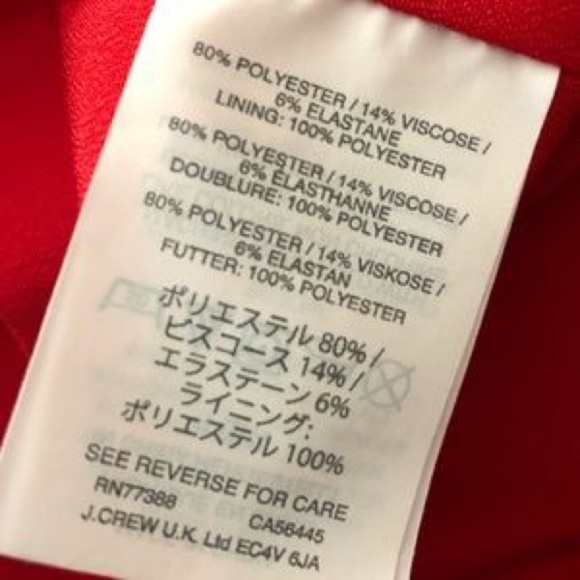 80% POLYESTER / 14% VISCOSE /
6% ELASTANE
LINING: 100% POLYESTER
80% POLYESTER / 14% VISCOSE /
6% ÉLASTHANNE
DOUBLURE: 100% POLYESTER
80% POLYESTER / 14% VISKOSE /
6% ELASTAN
FUTTER: 100% POLYESTER
ポリエステル 80% /
ビスコース 14% /
エラステーン 6%
ライニング:
ポリエステル 100%
SEE REVERSE FOR CARE
RN77388 CA56445
J.CREW U.K. Ltd EC4V 6JA